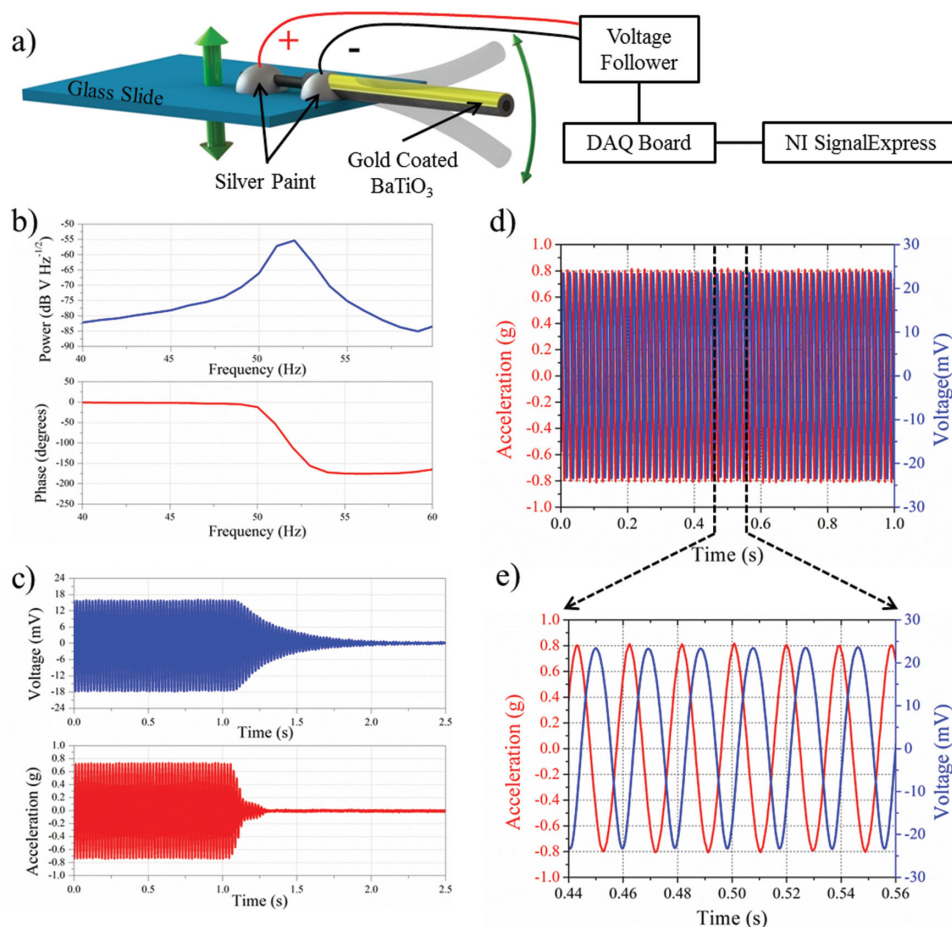 a)
+
-
Glass Slide
Silver Paint
Gold Coated
BaTiO3
Voltage
Follower
DAQ Board
NI SignalExpress
b)
Power (dB V Hz-1/2)
-50
-55
-60
-65
-70
-75
-80
-85
-90
40 45 50 55
Frequency (Hz)
Phase (degrees)
50
0
-50
-100
-150
-200
-250
40 45 50 55 60
Frequency (Hz)
c)
Voltage (mV)
24
18
12
6
0
-6
-12
-18
-24
0.0 0.5 1.0 1.5 2.0 2.5
Time (s)
Acceleration (g)
1.0
0.8
0.6
0.4
0.2
0.0
-0.2
-0.4
-0.6
-0.8
-1.0
0.0 0.5 1.0 1.5 2.0 2.5
Time (s)
d)
Acceleration (g)
1.0
0.8
0.6
0.4
0.2
0.0
-0.2
-0.4
-0.6
-0.8
-1.0
Voltage(mV)
30
20
10
0
-10
-20
-30
0.0 0.2 0.4 0.6 0.8 1.0
Time (s)
e)
Acceleration (g)
1.0
0.8
0.6
0.4
0.2
0.0
-0.2
-0.4
-0.6
-0.8
-1.0
Voltage (mV)
30
20
10
0
-10
-20
-30
0.44 0.46 0.48 0.50 0.52 0.54 0.56
Time (s)